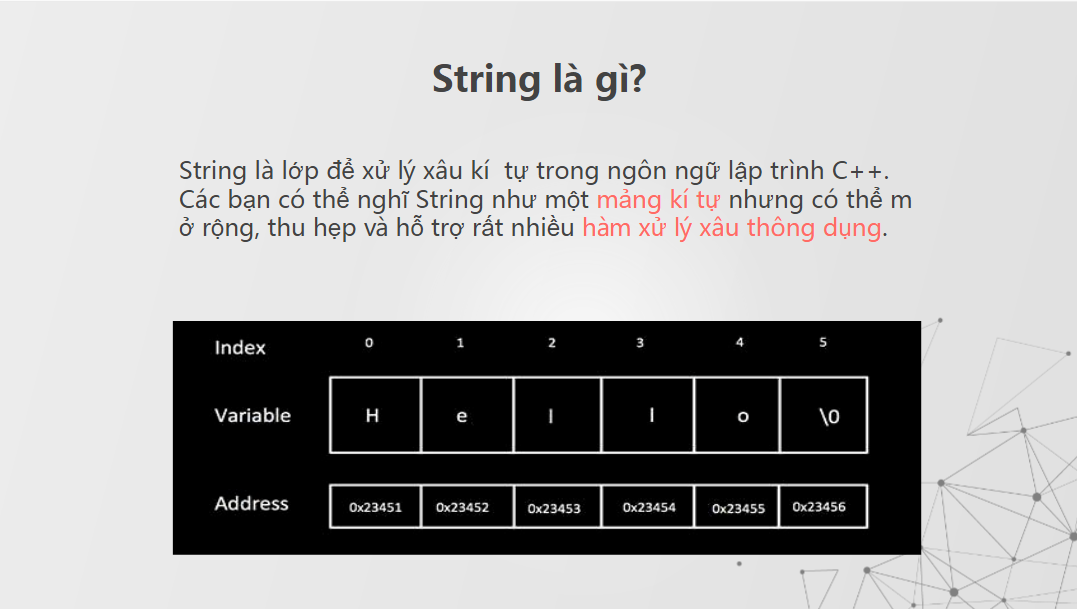 String là gì?
String là lớp để xử lý xâu kí  tự trong ngôn ngữ lập trình C++.
Các bạn có thể nghĩ String như một mảng kí tự nhưng có thể m
ở rộng, thu hẹp và hỗ trợ rất nhiều hàm xử lý xâu thông dụng.
Index 0 1 2 3 4 5
Variable H e l l o \0
Address 0x23451 0x23452 0x23453 0x23454 0x23455 0x23456